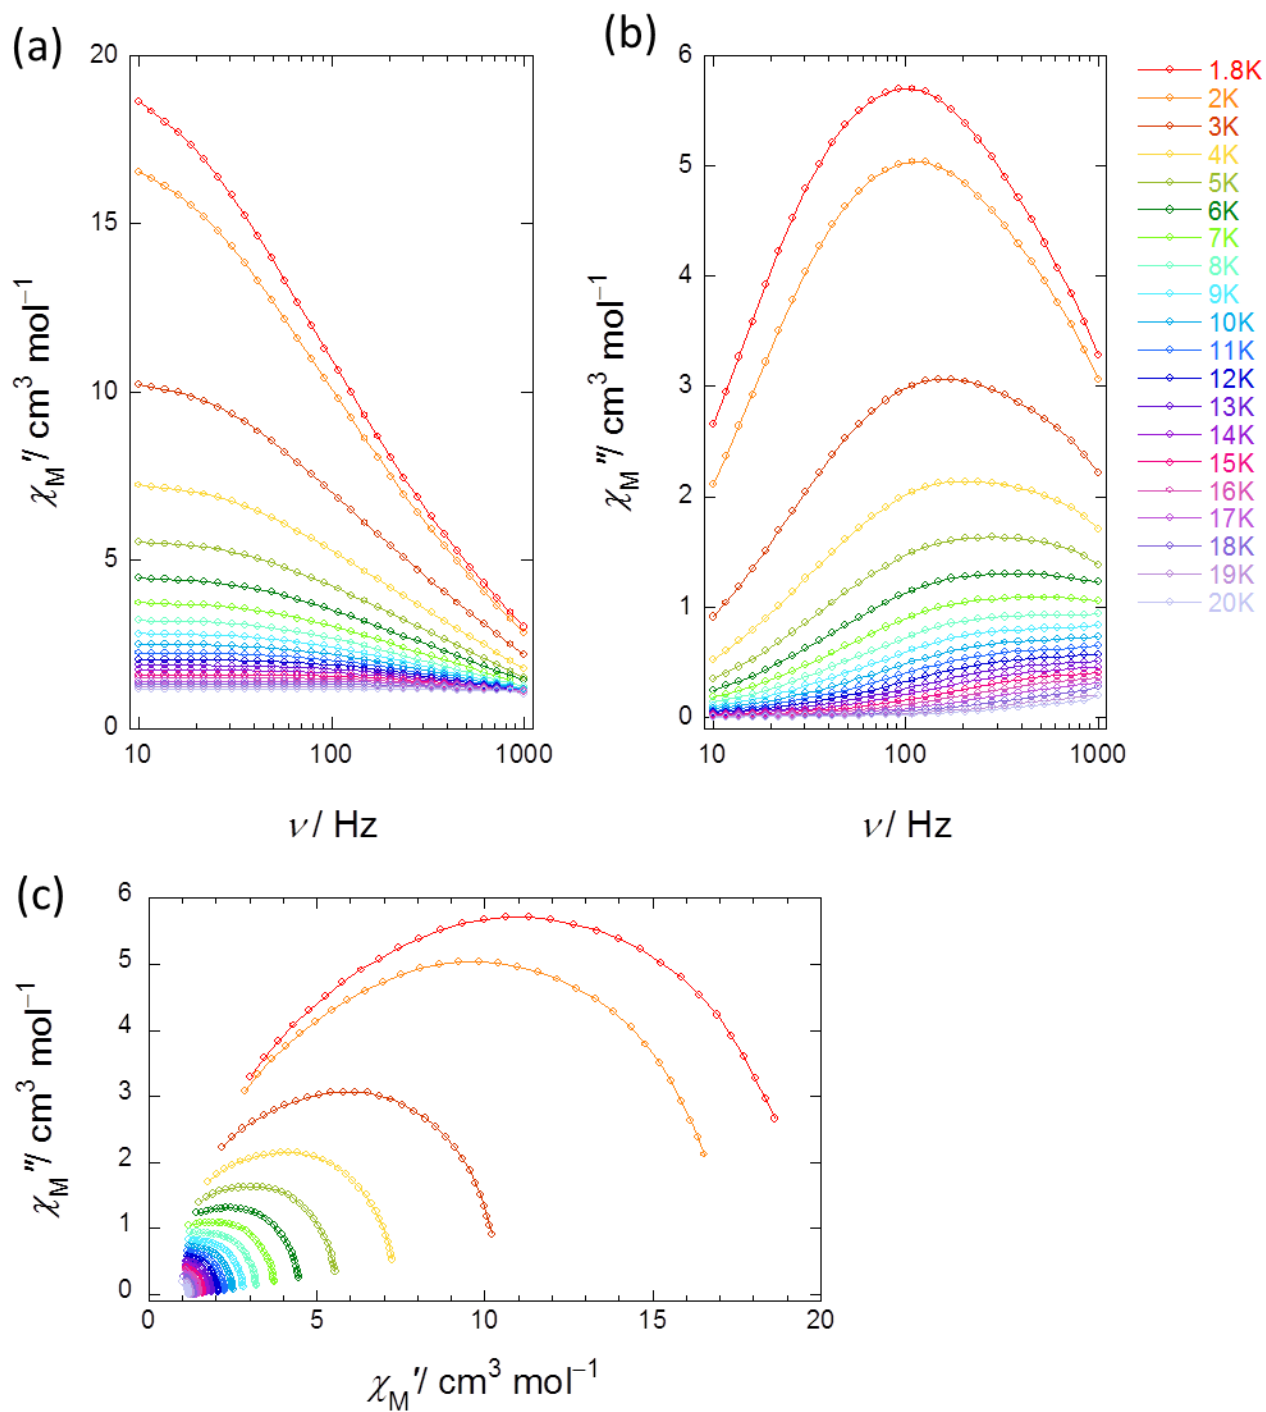 (a)
20
15
10
5
0
10 100 1000
χM″/ cm³ mol⁻¹
ν / Hz
(b)
6
5
4
3
2
1
0
10 100 1000
χM″/ cm³ mol⁻¹
ν / Hz
1.8K
2K
3K
4K
5K
6K
7K
8K
9K
10K
11K
12K
13K
14K
15K
16K
17K
18K
19K
20K
(c)
6
5
4
3
2
1
0
0 5 10 15 20
χM″/ cm³ mol⁻¹
χM′/ cm³ mol⁻¹